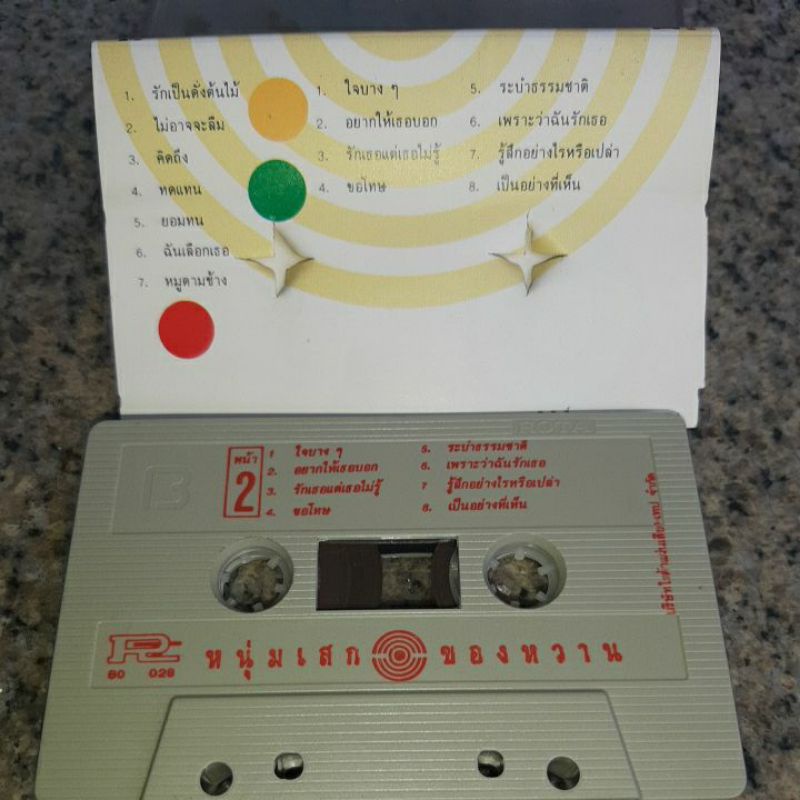 1. รักเป็นดั่งต้นไม้
2. ไม่อาจจะลืม
3. คิดถึง
4. ทดแทน
5. ยอมทน
6. ฉันเลือกเธอ
7. หมูตามช้าง
1. ใจบาง ๆ
2. อยากให้เธอบอก
3. รักเธอแต่เธอไม่รู้
4. ขอโทษ
5. ระบำธรรมชาติ
6. เพราะว่าฉันรักเธอ
7. รู้สึกอย่างไรหรือเปล่า
8. เป็นอย่างที่เห็น
ROTA
หน้า
2
1 ใจบาง ๆ
2. อยากให้เธอบอก
3. รักเธอแต่เธอไม่รู้
4. ขอโทษ
5. ระบำธรรมชาติ
6. เพราะว่าฉันรักเธอ
7 รู้สึกอย่างไรหรือเปล่า
8. เป็นอย่างที่เห็น
60 026
หนุ่มเสก ของหวาน